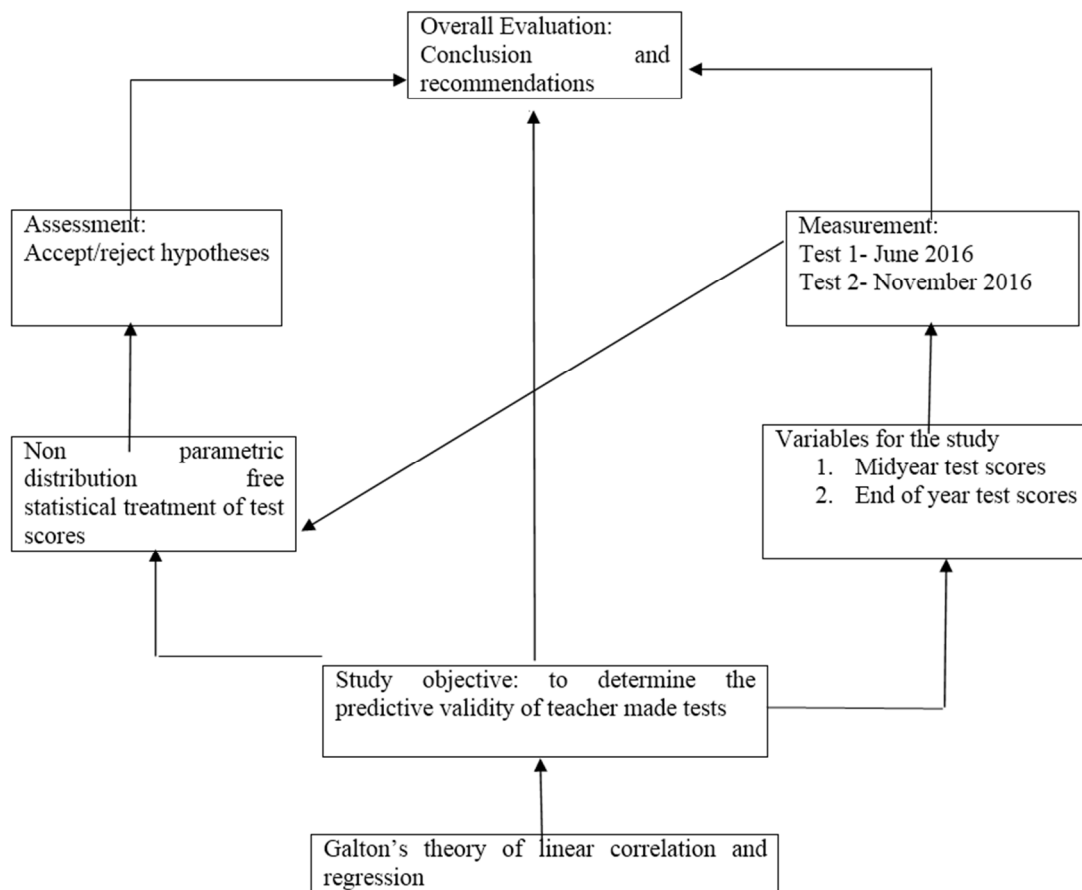 Overall Evaluation:
Conclusion and
recommendations
Assessment:
Accept/reject hypotheses
Measurement:
Test 1- June 2016
Test 2- November 2016
Non parametric
distribution free
statistical treatment of test
scores
Variables for the study
1. Midyear test scores
2. End of year test scores
Study objective: to determine the
predictive validity of teacher made tests
Galton’s theory of linear correlation and
regression